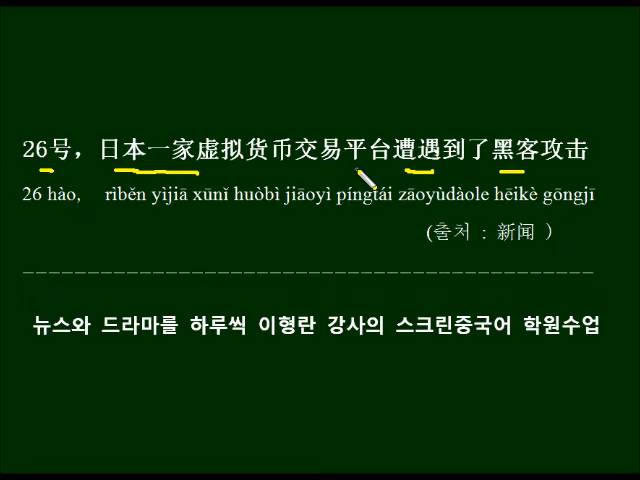 26号，日本一家虚拟货币交易平台遭遇到了黑客攻击
26 hào, rìběn yìjiā xūnǐ huòbì jiāoyì píngtái zāoyùdàole hēikè gōngjī
(출처 : 新闻 )
뉴스와 드라마를 하루씩 이형란 강사의 스크린중국어 학원수업